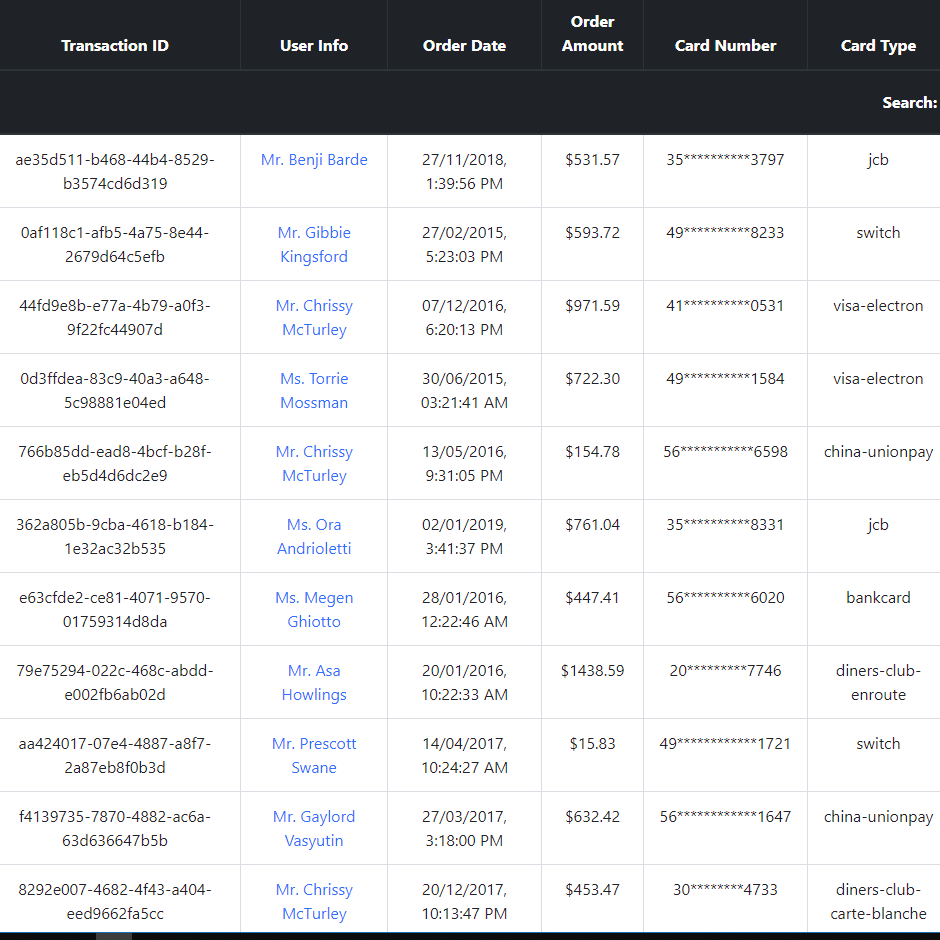 Transaction ID User Info Order Date Order Amount Card Number Card Type
Search:
ae35d511-b468-44b4-8529- Mr. Benji Barde 27/11/2018, $531.57 35**********3797 jcb
b3574cd6d319 1:39:56 PM
0af118c1-afb5-4a75-8e44- Mr. Gibbie 27/02/2015, $593.72 49**********8233 switch
2679d64c5efb Kingsford 5:23:03 PM
44fd9e8b-e77a-4b79-a0f3- Mr. Chrissy 07/12/2016, $971.59 41**********0531 visa-electron
9f22fc44907d McTurley 6:20:13 PM
0d3ffdea-83c9-40a3-a648- Ms. Torrie 30/06/2015, $722.30 49**********1584 visa-electron
5c98881e04ed Mossman 03:21:41 AM
766b85dd-ead8-4bcf-b28f- Mr. Chrissy 13/05/2016, $154.78 56***********6598 china-unionpay
eb5d4d6dc2e9 McTurley 9:31:05 PM
362a805b-9cba-4618-b184- Ms. Ora 02/01/2019, $761.04 35**********8331 jcb
1e32ac32b535 Andrioletti 3:41:37 PM
e63cfde2-ce81-4071-9570- Ms. Megen 28/01/2016, $447.41 56**********6020 bankcard
01759314d8da Ghiotto 12:22:46 AM
79e75294-022c-468c-abdd- Mr. Asa 20/01/2016, $1438.59 20*********7746 diners-club-
e002fb6ab02d Howlings 10:22:33 AM enroute
aa424017-07e4-4887-a8f7- Mr. Prescott 14/04/2017, $15.83 49************1721 switch
2a87eb8f0b3d Swane 10:24:27 AM
f4139735-7870-4882-ac6a- Mr. Gaylord 27/03/2017, $632.42 56************1647 china-unionpay
63d636647b5b Vasyutin 3:18:00 PM
8292e007-4682-4f43-a404- Mr. Chrissy 20/12/2017, $453.47 30********4733 diners-club-
eed9662fa5cc McTurley 10:13:47 PM carte-blanche